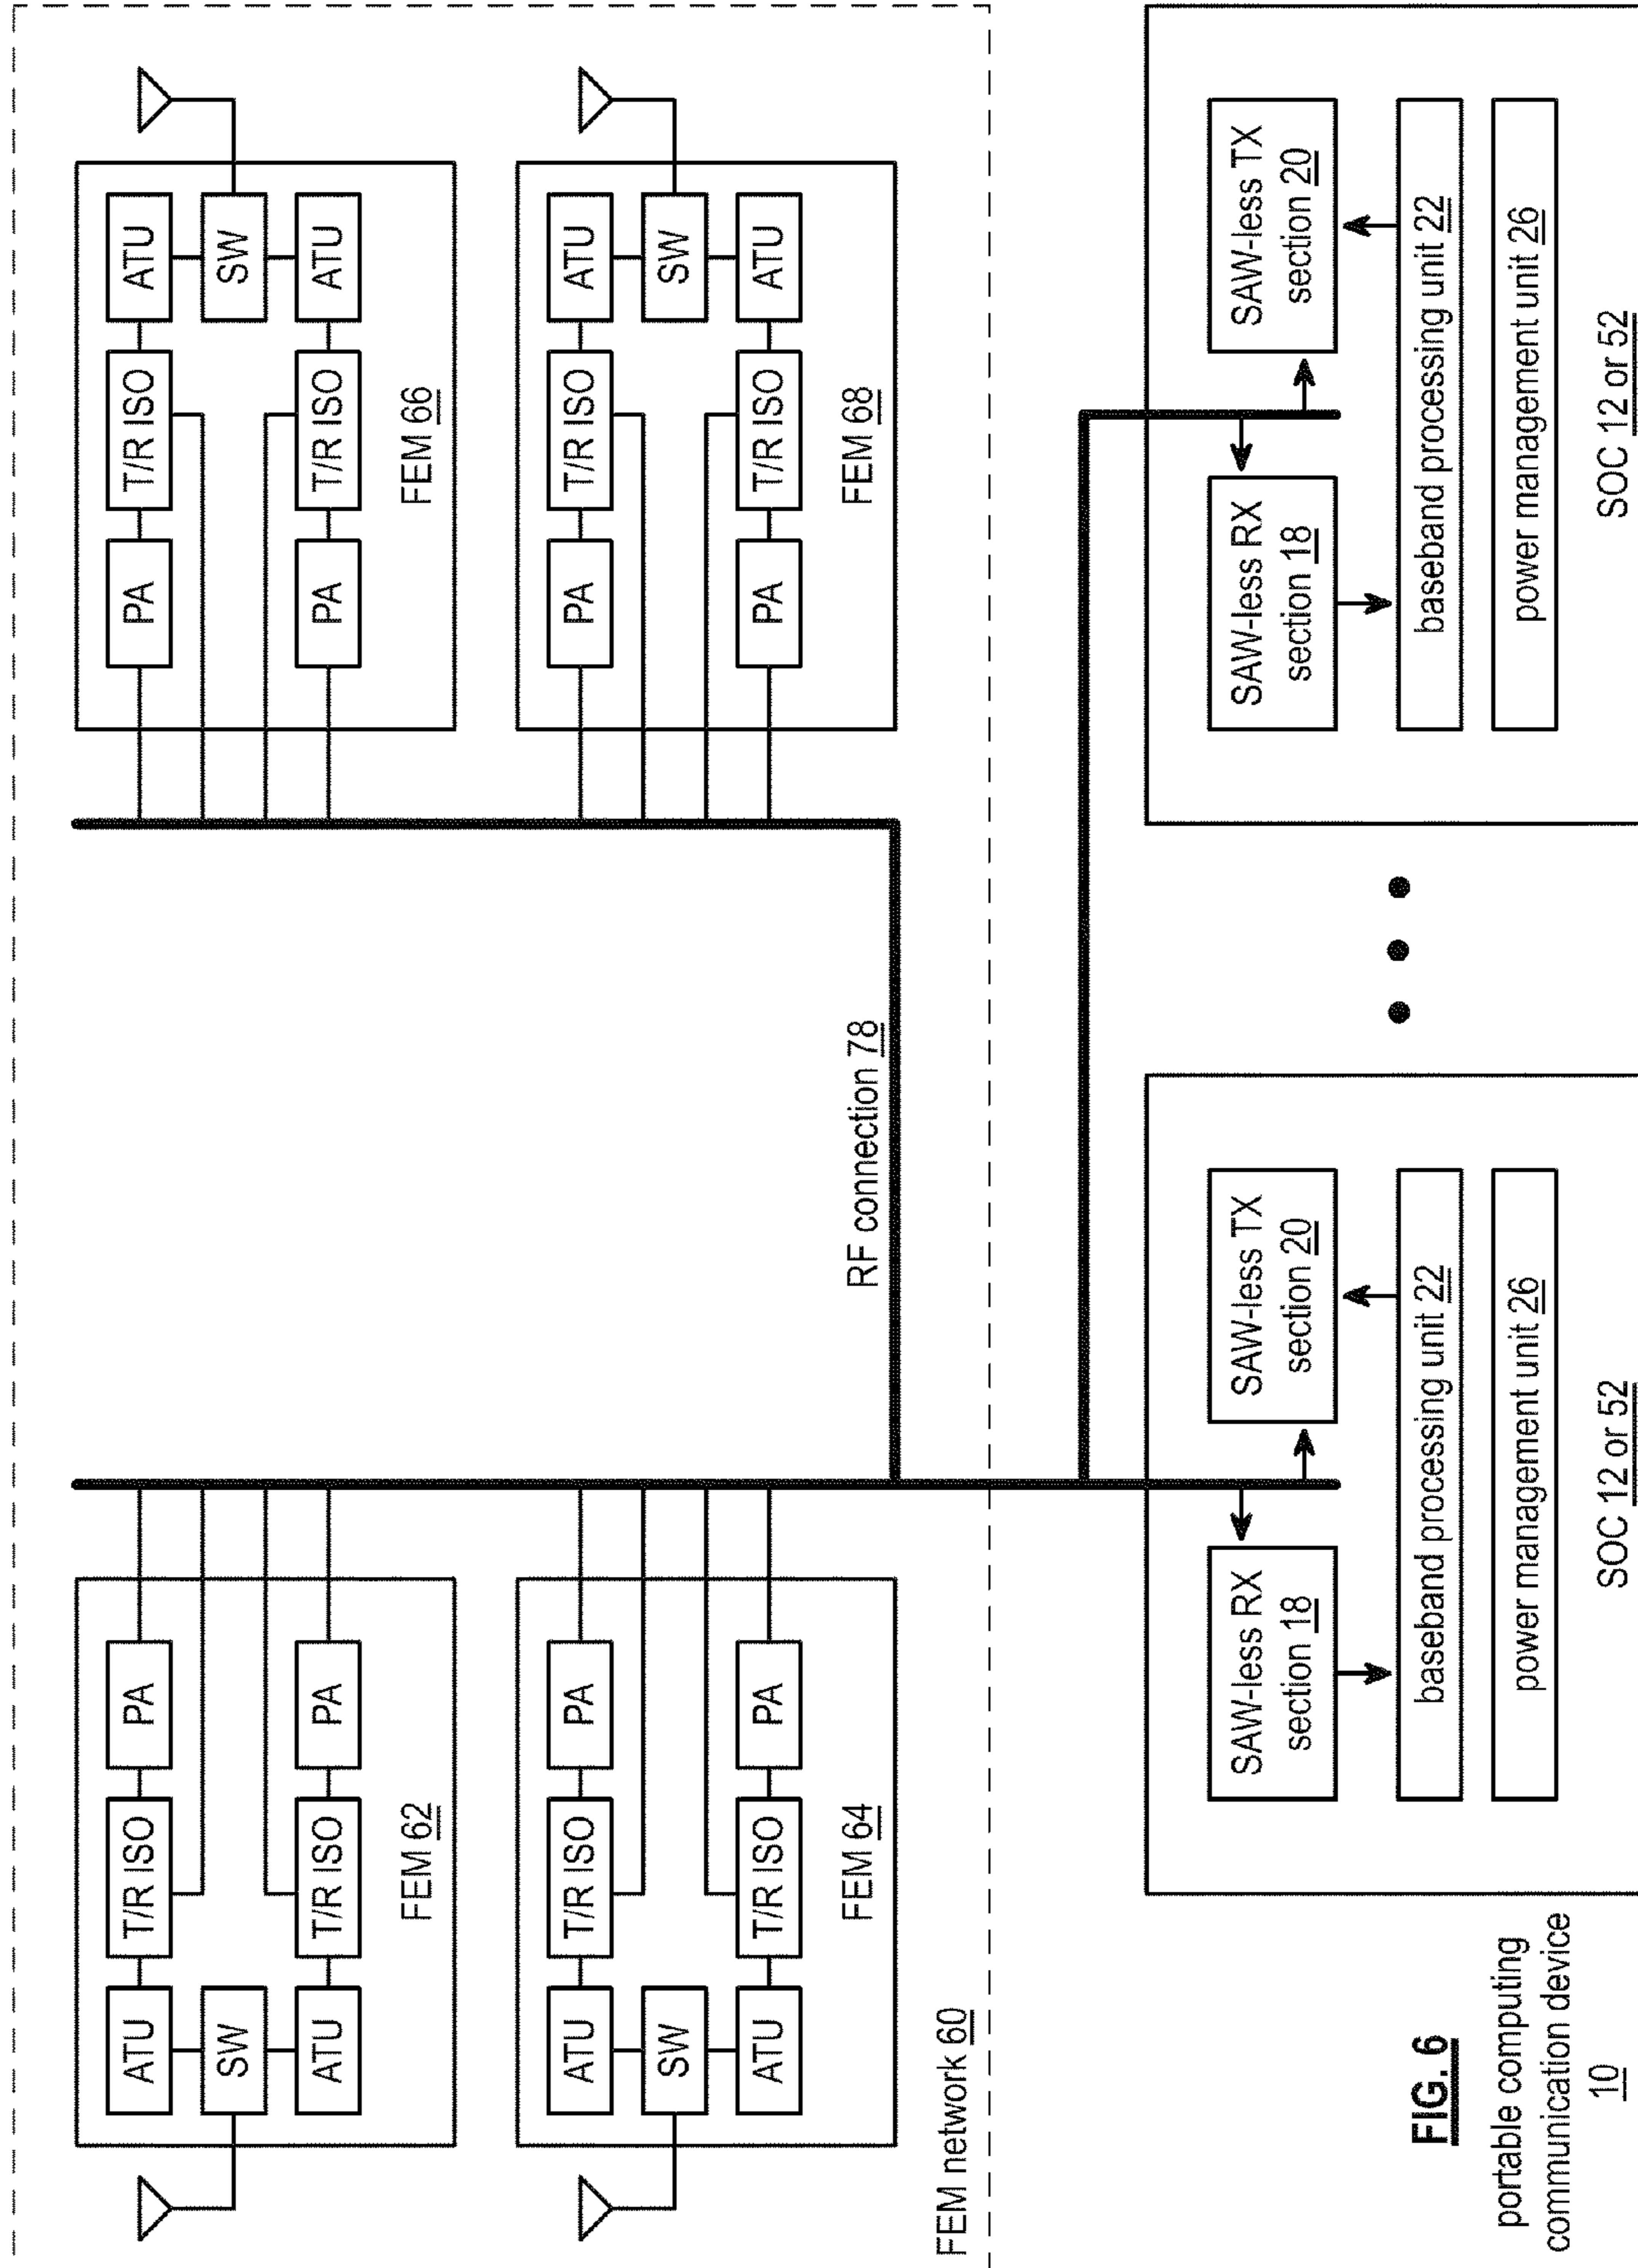 ATU
T/R ISO
PA
SW
ATU
T/R ISO
PA
FEM 62
PA
T/R ISO
ATU
SW
PA
T/R ISO
ATU
FEM 66
ATU
T/R ISO
PA
SW
ATU
T/R ISO
PA
FEM 64
PA
T/R ISO
ATU
SW
PA
T/R ISO
ATU
FEM 68
RF connection 78
FEM network 60
SAW-less RX
section 18
SAW-less TX
section 20
baseband processing unit 22
power management unit 26
SOC 12 or 52
SAW-less RX
section 18
SAW-less TX
section 20
baseband processing unit 22
power management unit 26
SOC 12 or 52
FIG. 6
portable computing
communication device
10